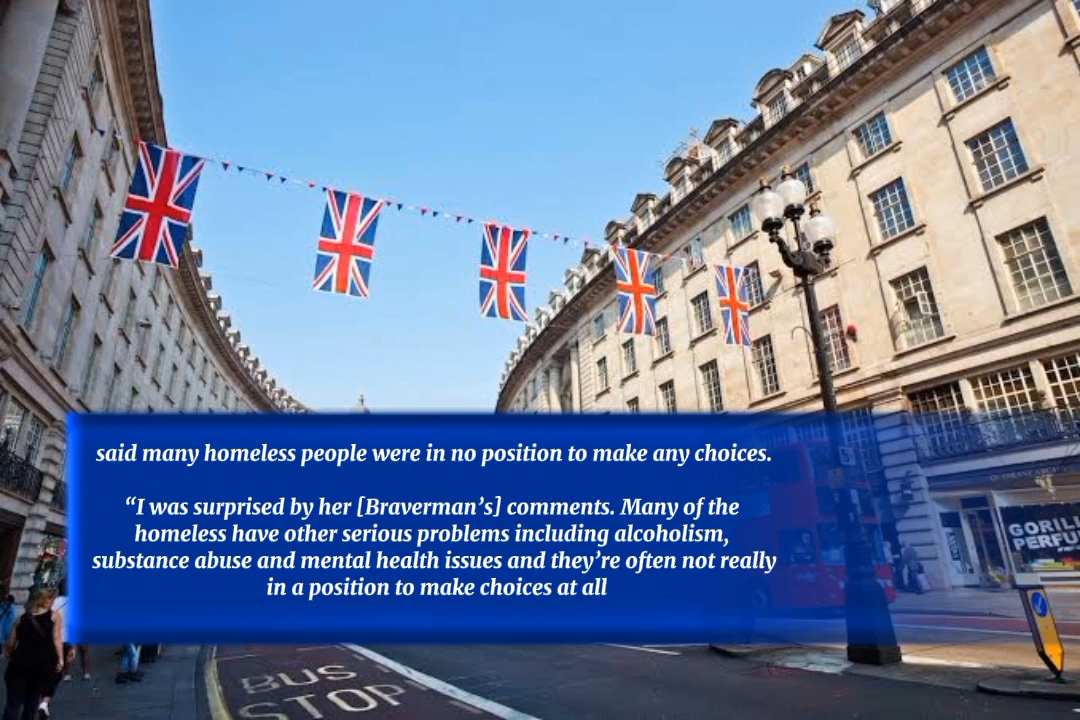 said many homeless people were in no position to make any choices.
“I was surprised by her [Braverman’s] comments. Many of the
homeless have other serious problems including alcoholism,
substance abuse and mental health issues and they’re often not really
in a position to make choices at all
GORILL
PERFU
BUS
STOP